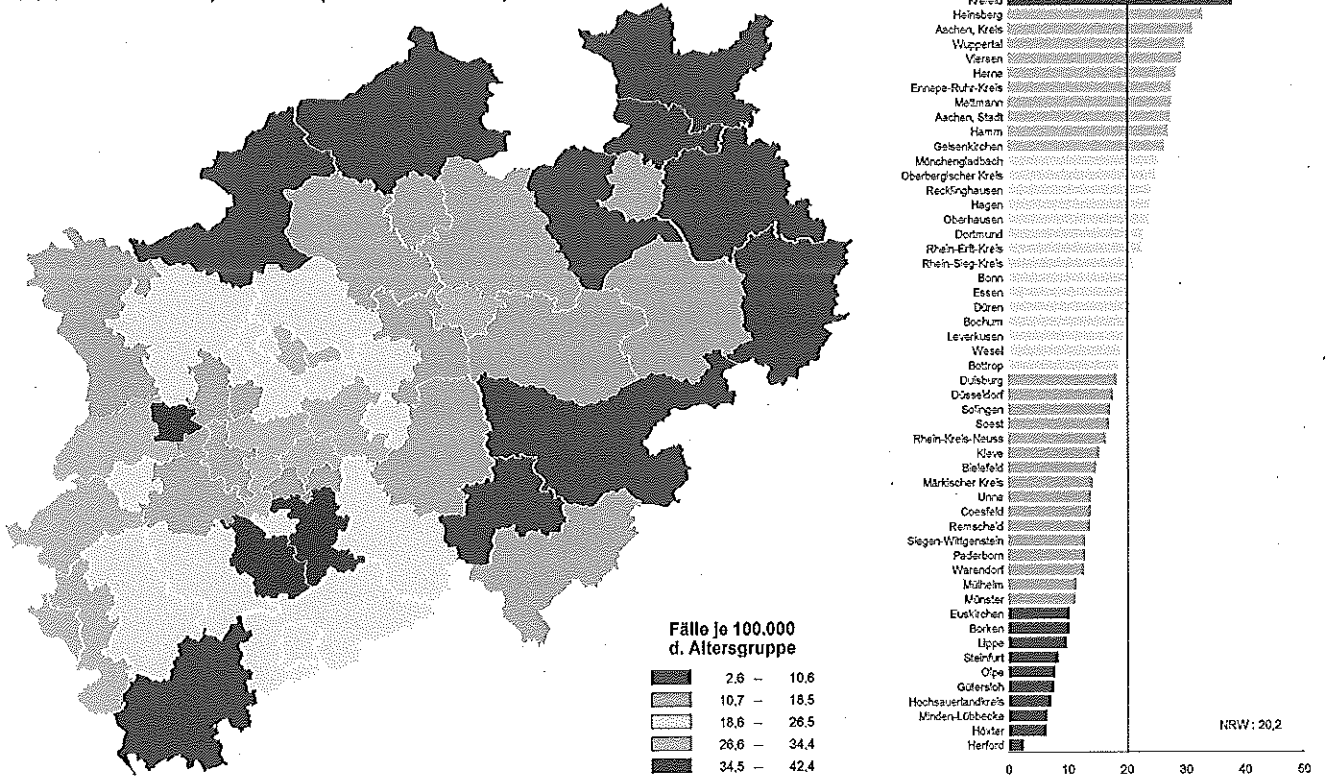 Krefeld
Heinsberg
Aachen, Kreis
Wuppertal
Viersen
Herne
Ennepe-Ruhr-Kreis
Mettmann
Aachen, Stadt
Hamm
Gelsenkirchen
Mönchengladbach
Oberbergischer Kreis
Recklinghausen
Hagen
Oberhausen
Dortmund
Rhein-Erft-Kreis
Rhein-Sieg-Kreis
Bonn
Essen
Düren
Bochum
Leverkusen
Wesel
Bottrop
Duisburg
Düsseldorf
Solingen
Soest
Rhein-Kreis-Neuss
Kleve
Bielefeld
Märkischer Kreis
Unna
Coesfeld
Remscheid
Siegen-Wittgenstein
Paderborn
Warendorf
Mülheim
Münster
Euskirchen
Borken
Lippe
Steinfurt
Olpe
Gütersloh
Hochsauerlandkreis
Minden-Lübbecke
Höxter
Herford
NRW : 20,2
0 10 20 30 40 50
Fälle je 100.000
d. Altersgruppe
2,6 – 10,6
10,7 – 18,5
18,6 – 26,5
26,6 – 34,4
34,5 – 42,4